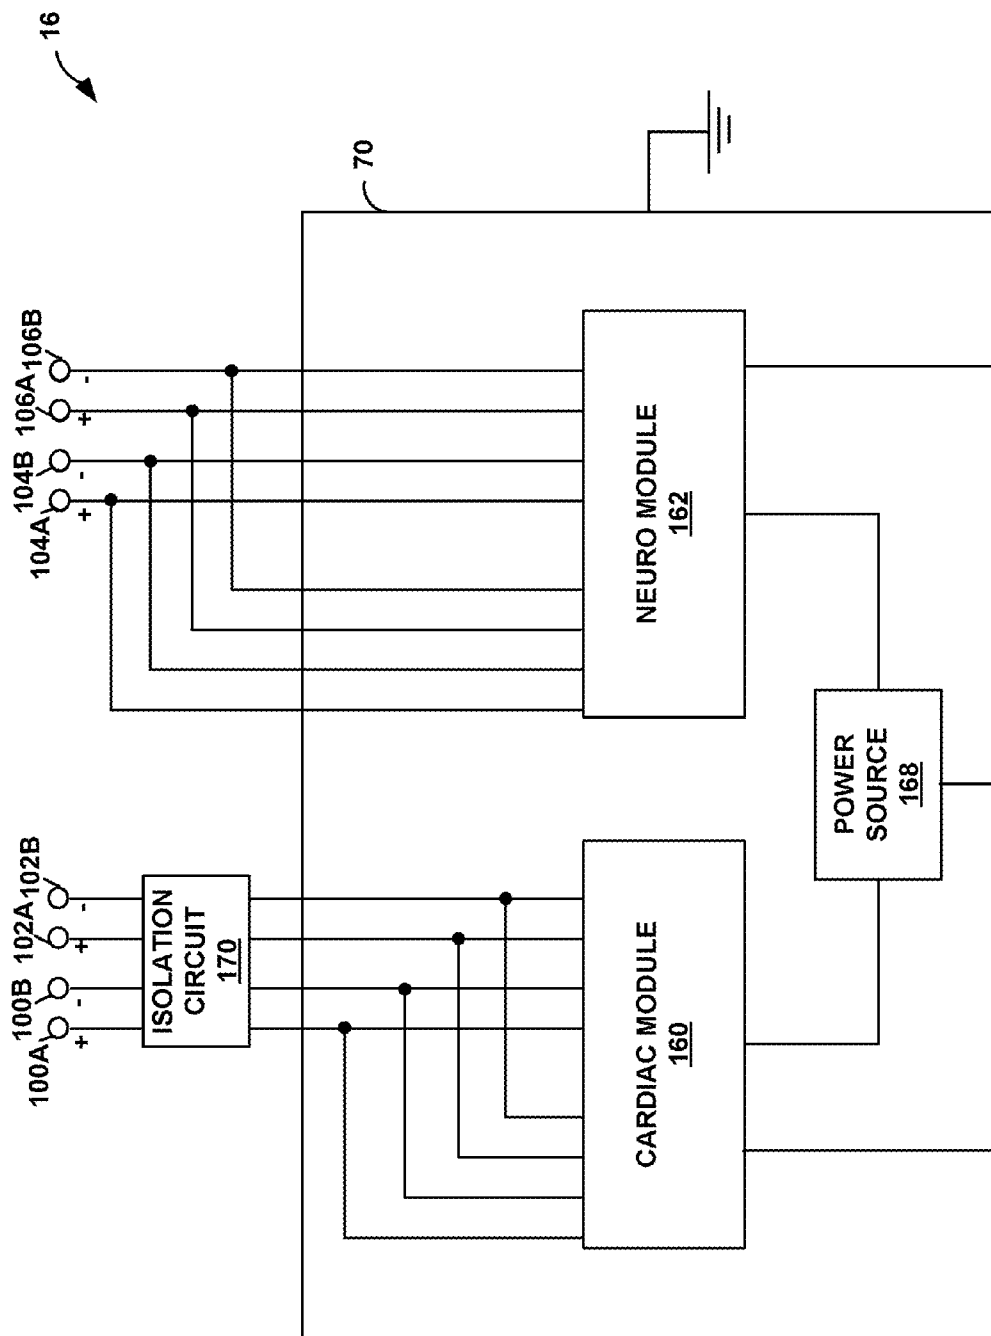 16
70
100A
+
100B
-
102A
+
102B
-
104A
+
104B
-
106A
+
106B
-
ISOLATION
CIRCUIT
170
CARDIAC MODULE
160
NEURO MODULE
162
POWER
SOURCE
168